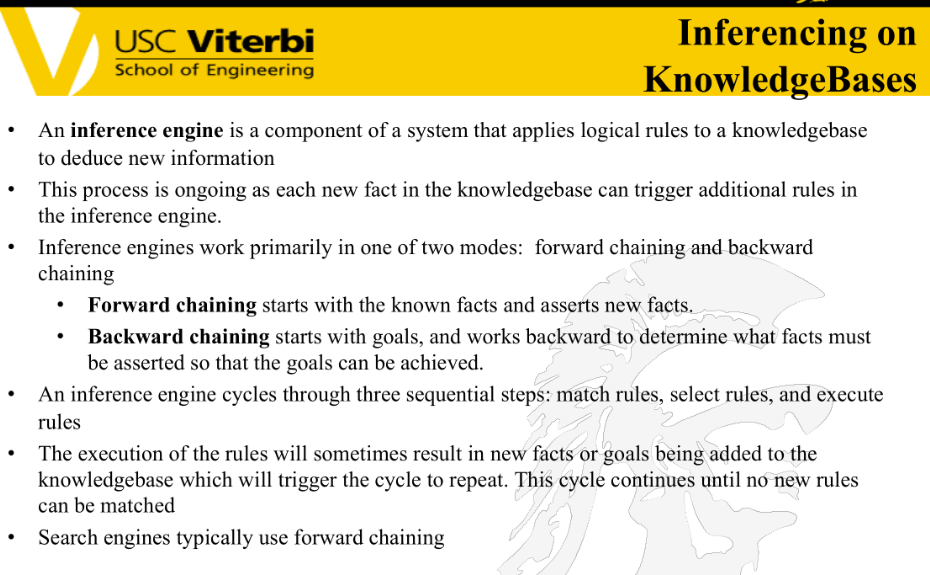 USC Viterbi
School of Engineering
Inferencing on
KnowledgeBases
• An inference engine is a component of a system that applies logical rules to a knowledgebase
to deduce new information
• This process is ongoing as each new fact in the knowledgebase can trigger additional rules in
the inference engine.
• Inference engines work primarily in one of two modes:  forward chaining and backward
chaining
• Forward chaining starts with the known facts and asserts new facts.
• Backward chaining starts with goals, and works backward to determine what facts must
be asserted so that the goals can be achieved.
• An inference engine cycles through three sequential steps: match rules, select rules, and execute
rules
• The execution of the rules will sometimes result in new facts or goals being added to the
knowledgebase which will trigger the cycle to repeat. This cycle continues until no new rules
can be matched
• Search engines typically use forward chaining